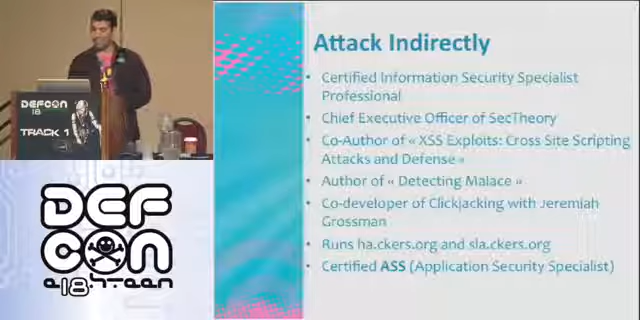 DEFCON
18
TRACK 1
DEF
CON
e18h-teen
Attack Indirectly
• Certified Information Security Specialist
Professional
• Chief Executive Officer of SecTheory
• Co-Author of « XSS Exploits: Cross Site Scripting
Attacks and Defense »
• Author of « Detecting Malace »
• Co-developer of Clickjacking with Jeremiah
Grossman
• Runs ha.ckers.org and sla.ckers.org
• Certified ASS (Application Security Specialist)